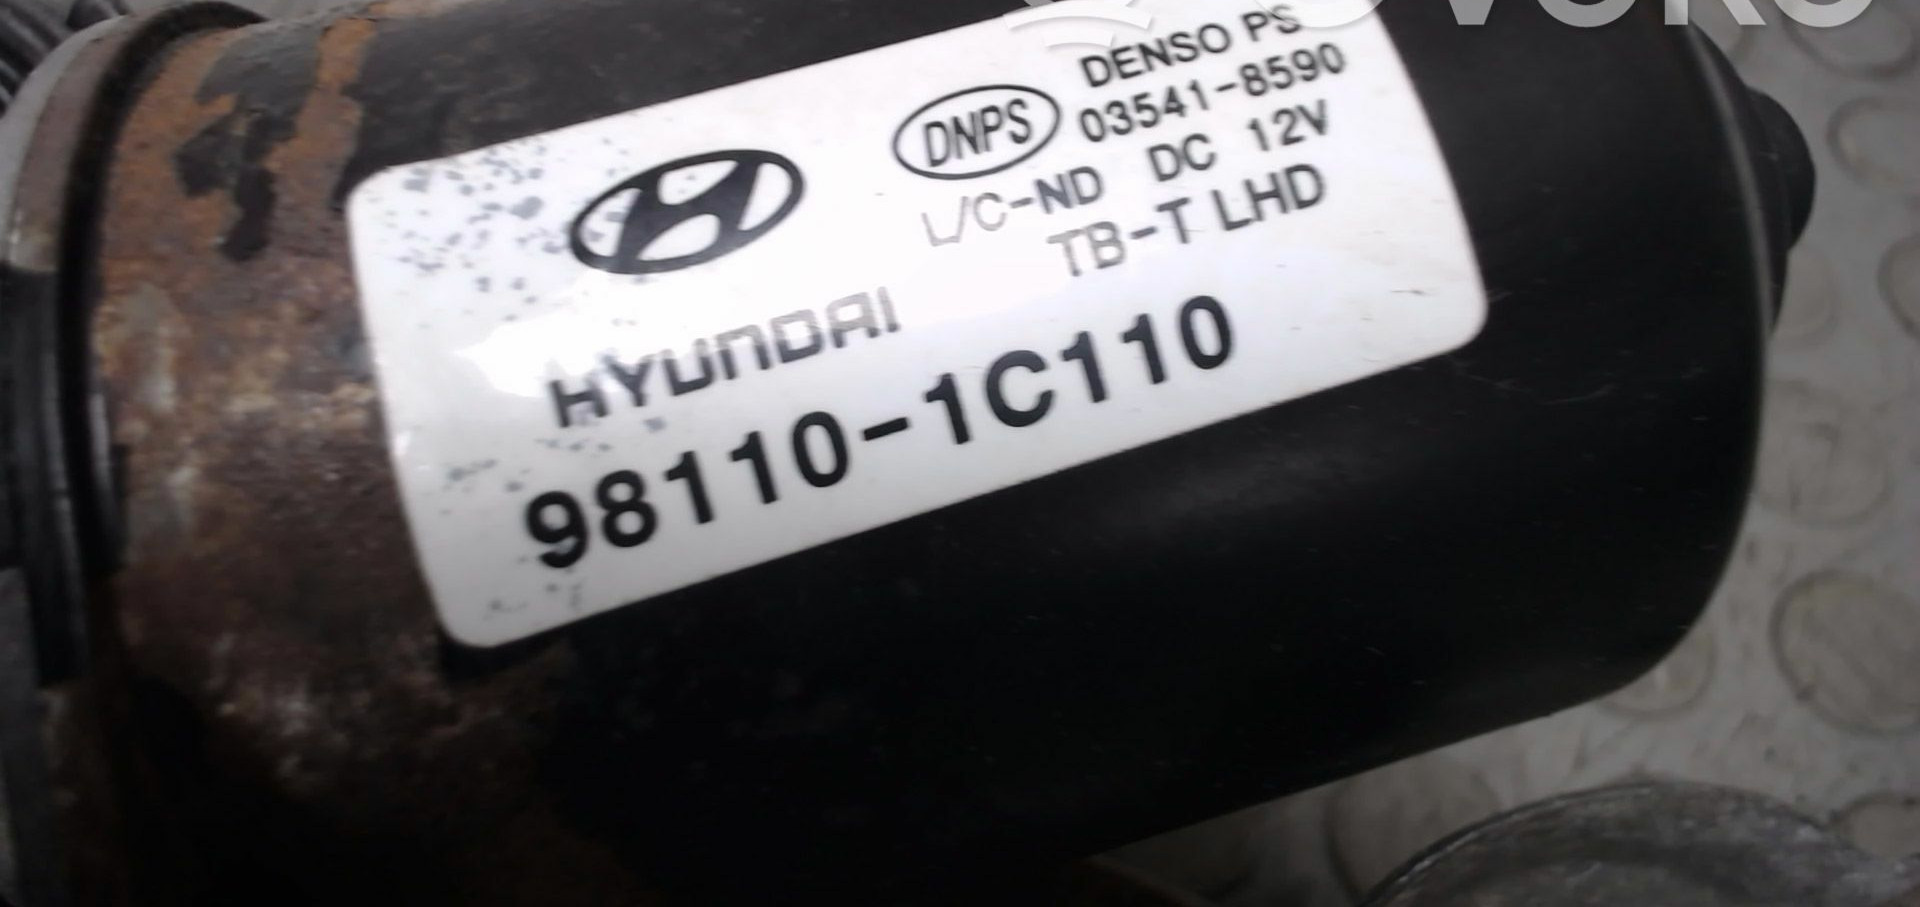 DENSO PS
DNPS 03541-8590
L/C-ND DC 12V
TB-T LHD
HYUNDAI
98110-1C110